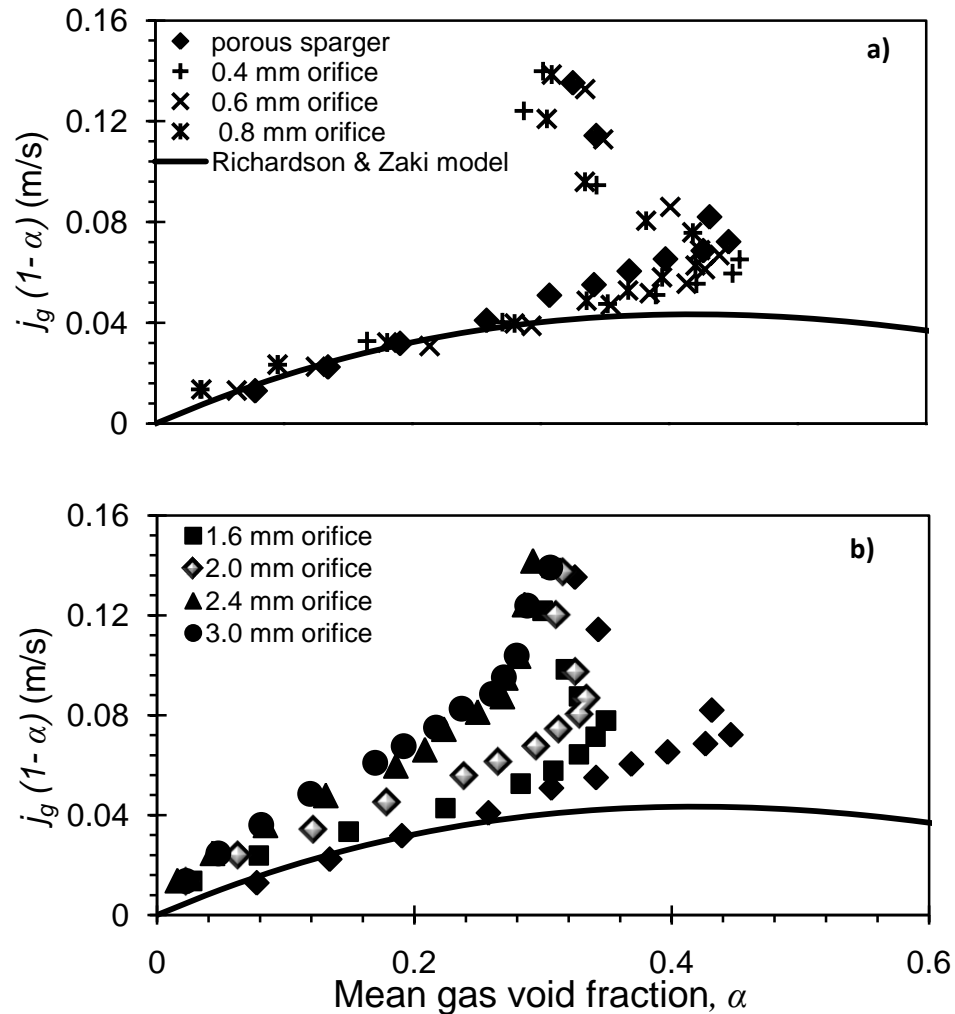 0.16
a)
porous sparger
0.4 mm orifice
0.6 mm orifice
0.8 mm orifice
Richardson & Zaki model
0.12
0.08
0.04
0
j_g (1- α) (m/s)
0.16
b)
1.6 mm orifice
2.0 mm orifice
2.4 mm orifice
3.0 mm orifice
0.12
0.08
0.04
0
j_g (1- α) (m/s)
0 0.2 0.4 0.6
Mean gas void fraction, α